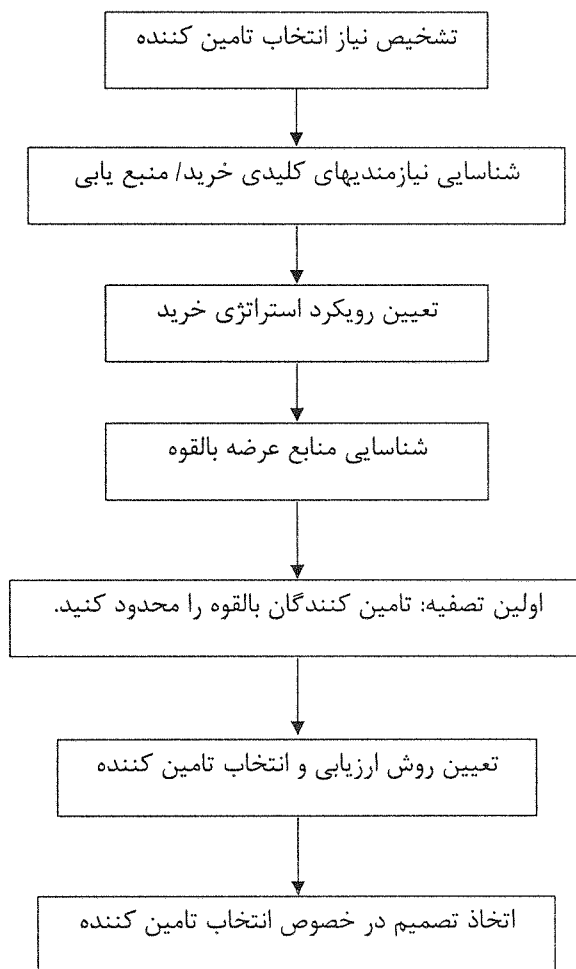 تشخیص نیاز انتخاب تامین کننده
شناسایی نیازمندیهای کلیدی خرید/ منبع یابی
تعیین رویکرد استراتژی خرید
شناسایی منابع عرضه بالقوه
اولین تصفیه: تامین کنندگان بالقوه را محدود کنید.
تعیین روش ارزیابی و انتخاب تامین کننده
اتخاذ تصمیم در خصوص انتخاب تامین کننده